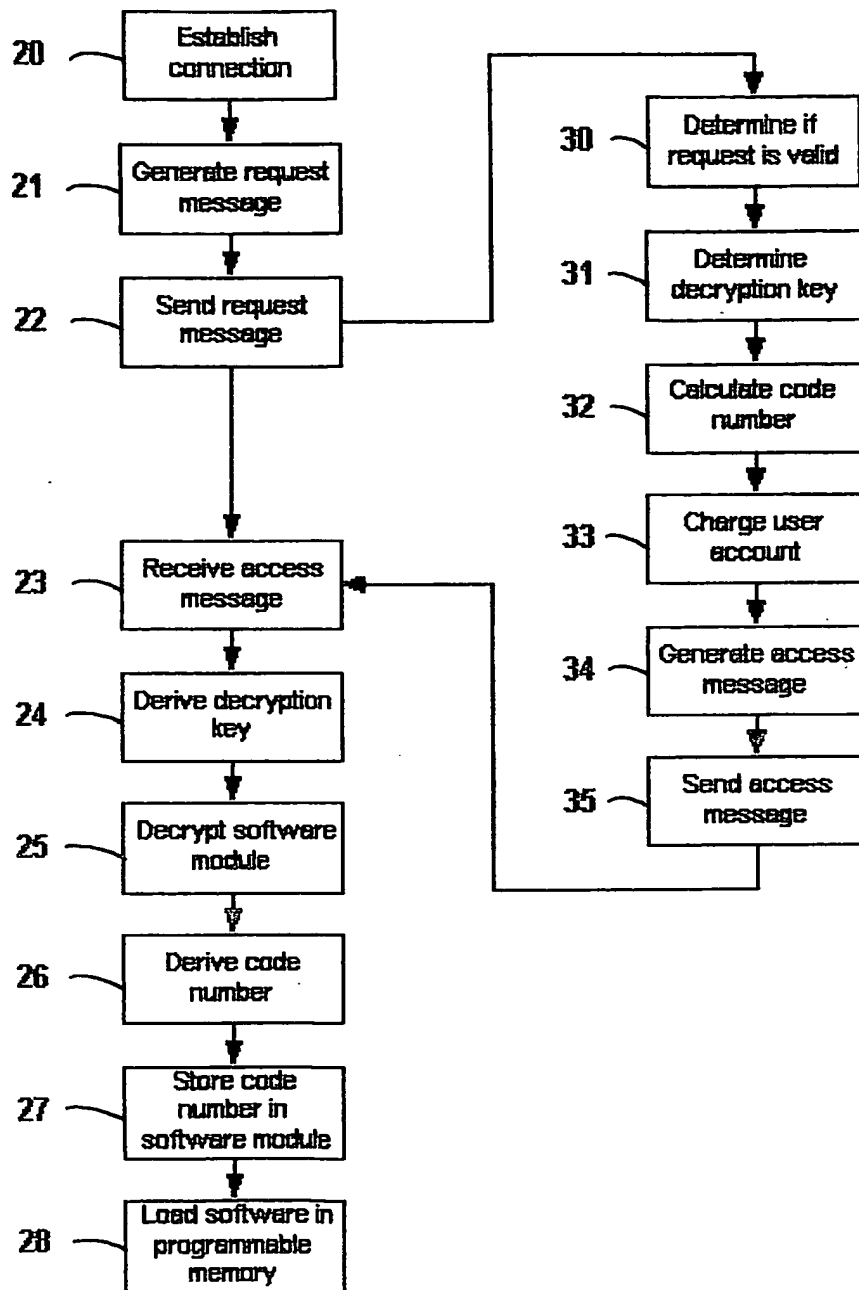 20
Establish
connection
21
Generate request
message
22
Send request
message
23
Receive access
message
24
Derive decryption
key
25
Decrypt software
module
26
Derive code
number
27
Store code
number in
software module
28
Load software in
programmable
memory
30
Determine if
request is valid
31
Determine
decryption key
32
Calculate code
number
33
Charge user
account
34
Generate access
message
35
Send access
message